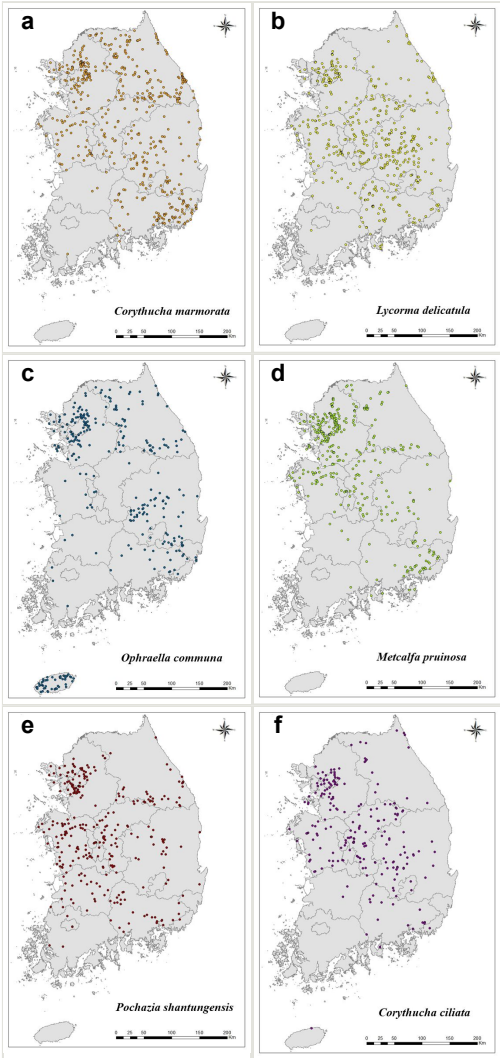 a
b
Corythucha marmorata
0 25 50 100 150 200
Km
Lycorma delicatula
0 25 50 100 150 200
Km
c
d
Ophraella communa
0 25 50 100 150 200
Km
Metcalfa pruinosa
0 25 50 100 150 200
Km
e
f
Pochazia shantungensis
0 25 50 100 150 200
Km
Corythucha ciliata
0 25 50 100 150 200
Km